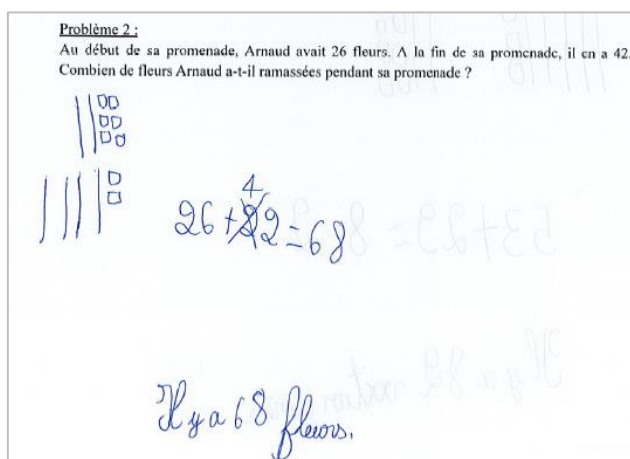 Problème 2 :
Au début de sa promenade, Arnaud avait 26 fleurs. A la fin de sa promenade, il en a 42.
Combien de fleurs Arnaud a-t-il ramassées pendant sa promenade ?
4
26 + 22 = 68
Il y a 68 fleurs.